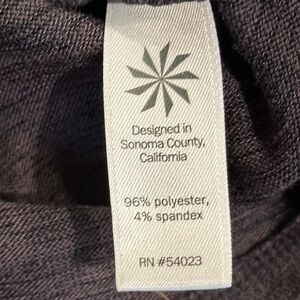 Designed in
Sonoma County,
California
96% polyester,
4% spandex
RN #54023